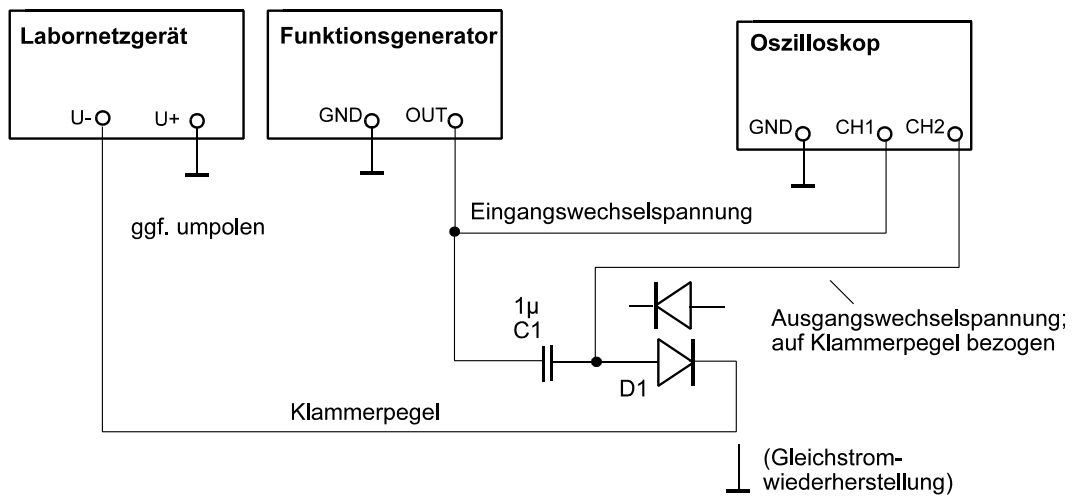 Labornetzgerät
U-
U+
ggf. umpolen
Funktionsgenerator
GND
OUT
Oszilloskop
GND
CH1
CH2
Eingangswechselspannung
1µ
C1
D1
Ausgangswechselspannung;
auf Klammerpegel bezogen
Klammerpegel
(Gleichstrom-
wiederherstellung)